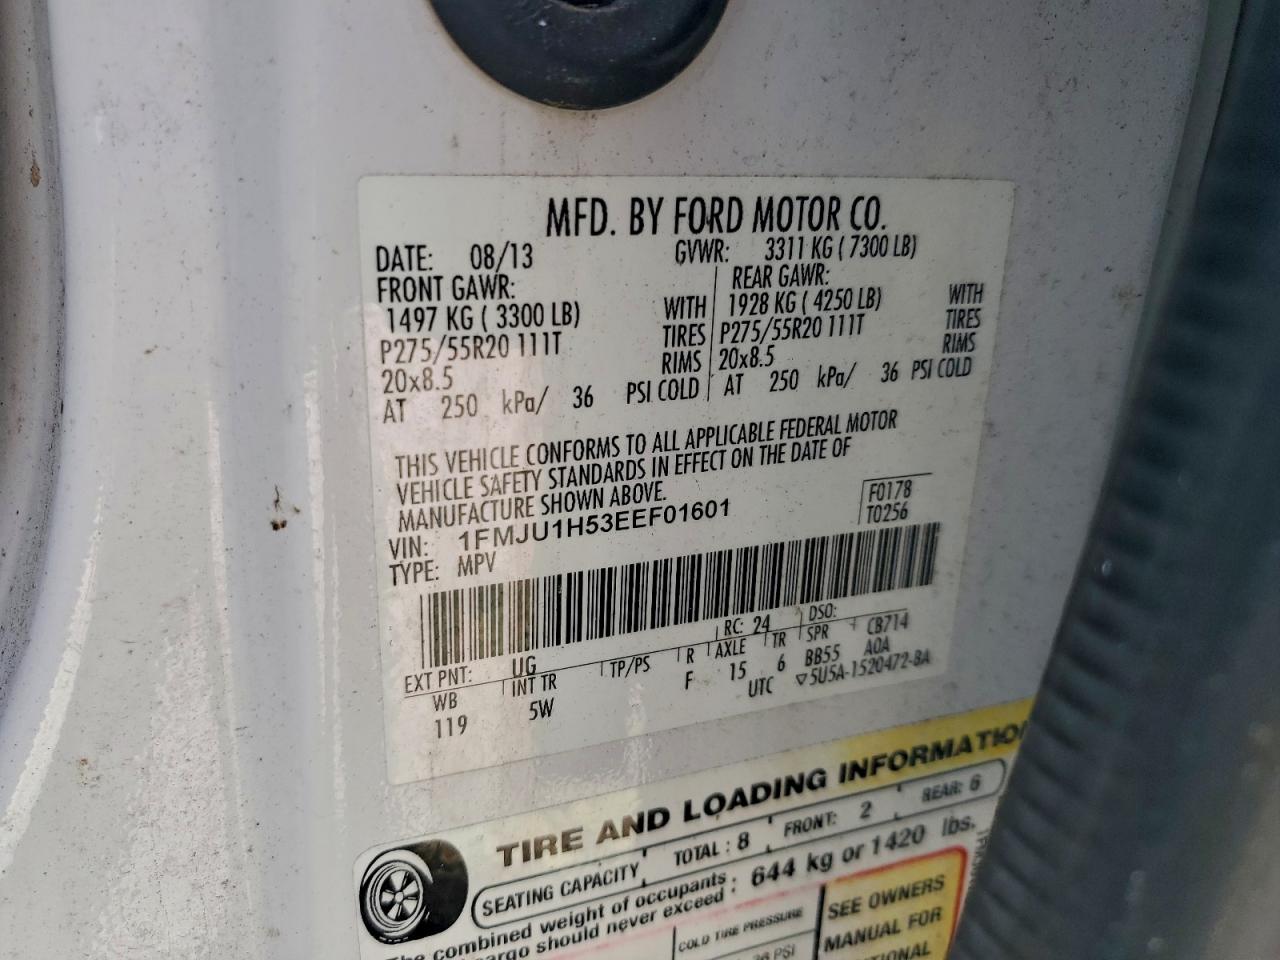 MFD. BY FORD MOTOR CO.
DATE: 08/13 GVWR: 3311 KG ( 7300 LB)
FRONT GAWR: REAR GAWR:
1497 KG ( 3300 LB) WITH 1928 KG ( 4250 LB) WITH
P275/55R20 111T TIRES P275/55R20 111T TIRES
20x8.5 RIMS 20x8.5 RIMS
AT 250 kPa/ 36 PSI COLD AT 250 kPa/ 36 PSI COLD
THIS VEHICLE CONFORMS TO ALL APPLICABLE FEDERAL MOTOR
VEHICLE SAFETY STANDARDS IN EFFECT ON THE DATE OF
MANUFACTURE SHOWN ABOVE.
F0178
T0256
VIN: 1FMJU1H53EEF01601
TYPE: MPV
EXT PNT: UG RC: 24 DSO:
WB INT TR TP/PS R AXLE TR SPR CB714
119 5W F 15 6 BB55 A0A
UTC ▽5U5A-1520472-BA
TIRE AND LOADING INFORMATION
SEATING CAPACITY TOTAL : 8 FRONT: 2 REAR: 6
The combined weight of occupants : 644 kg or 1420 lbs.
cargo should never exceed
COLD TIRE PRESSURE
36 PSI
SEE OWNERS
MANUAL FOR